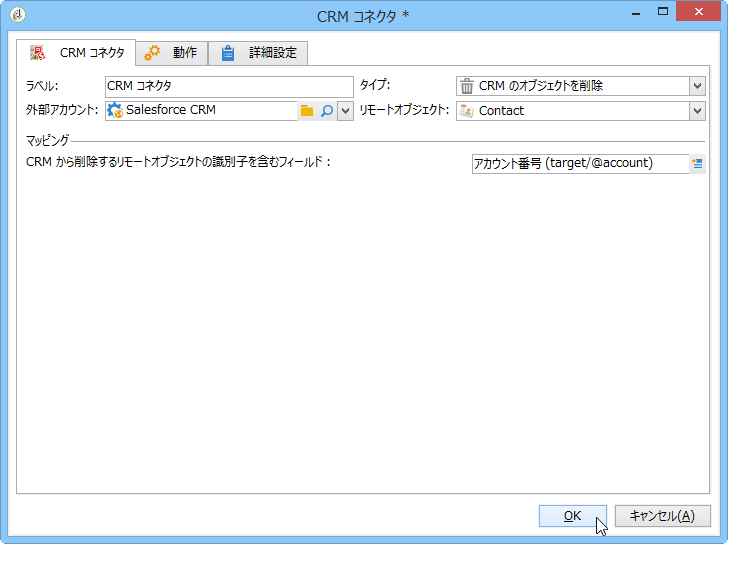 CRM コネクタ *
CRM コネクタ 動作 詳細設定
ラベル: CRM コネクタ タイプ: CRM のオブジェクトを削除
外部アカウント: Salesforce CRM リモートオブジェクト: Contact
マッピング
CRM から削除するリモートオブジェクトの識別子を含むフィールド : アカウント番号 (target/@account)
OK キャンセル(A)